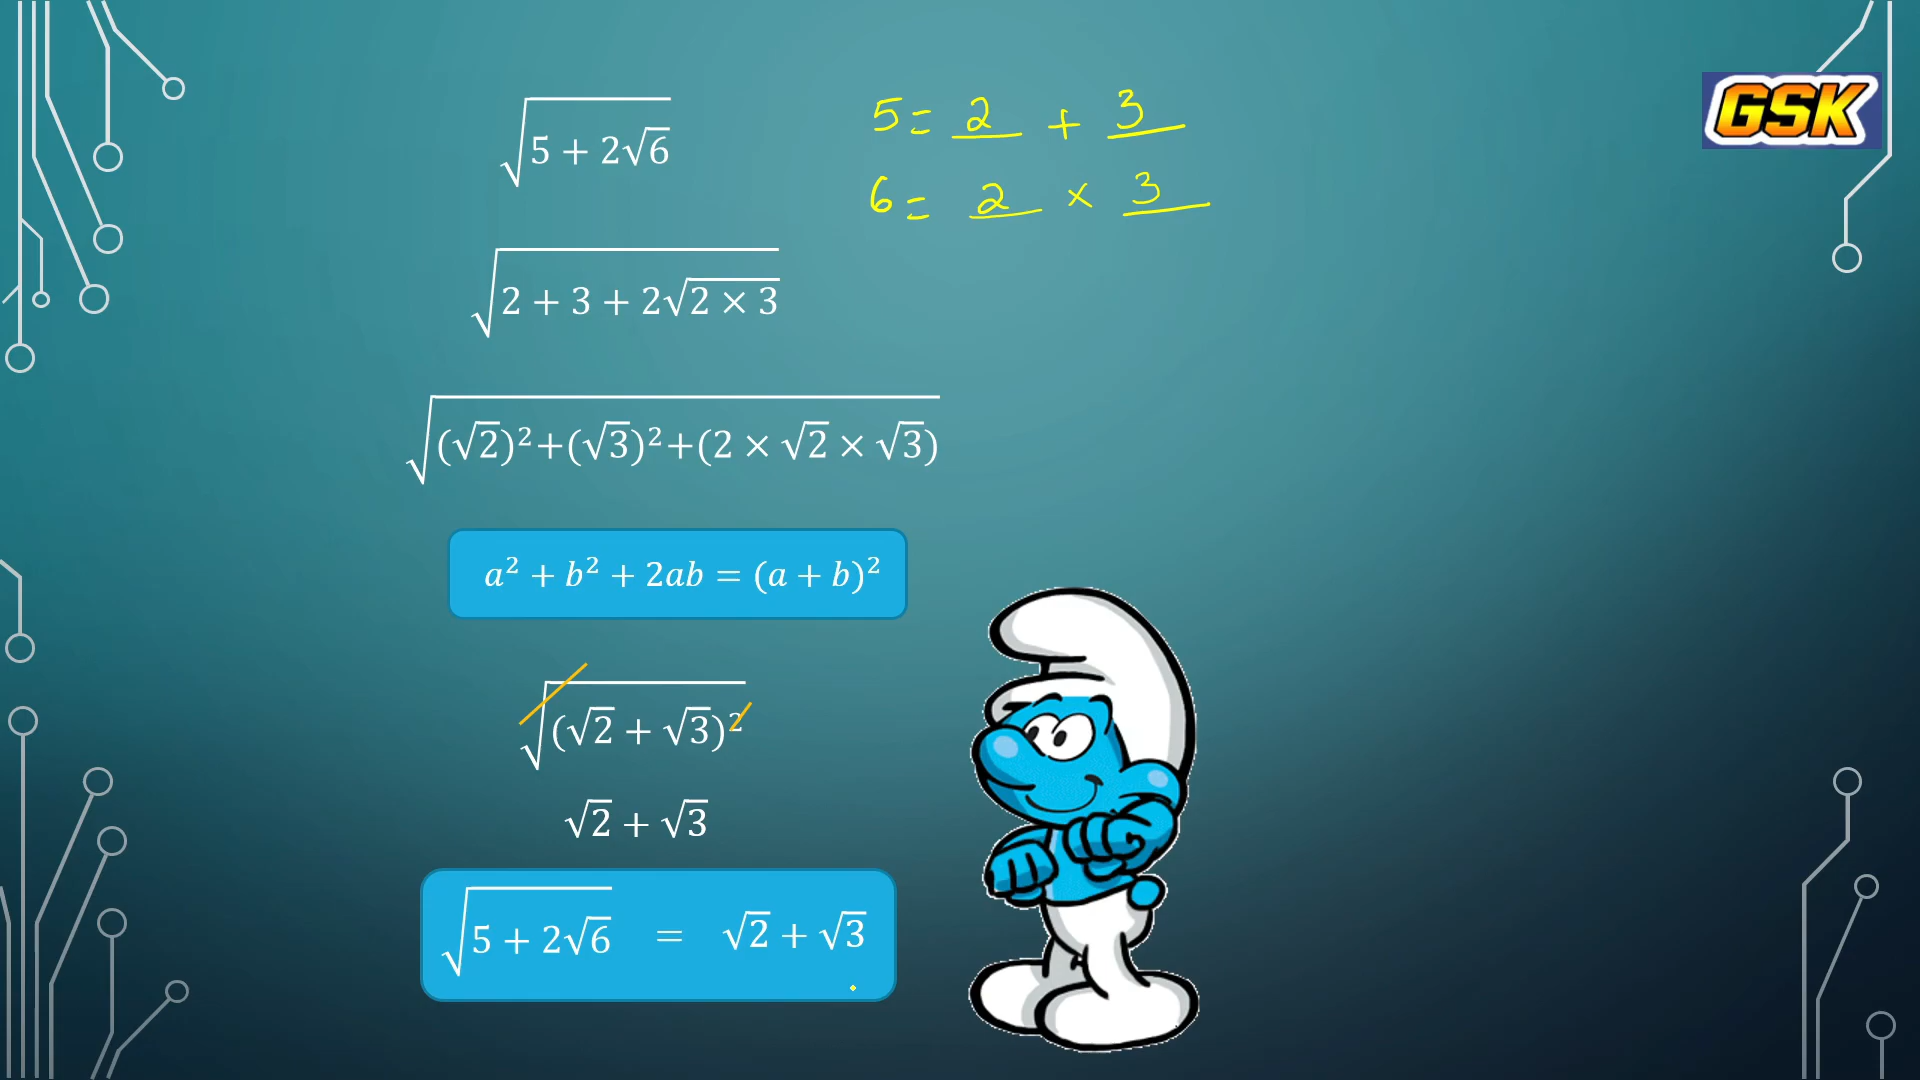 √(5 + 2√6)
5 = 2 + 3
GSK
6 = 2 × 3
√(2 + 3 + 2√(2 × 3))
√((√2)²+(√3)²+(2 × √2 × √3))
a² + b² + 2ab = (a + b)²
√((√2 + √3)²)
√2 + √3
√(5 + 2√6) = √2 + √3